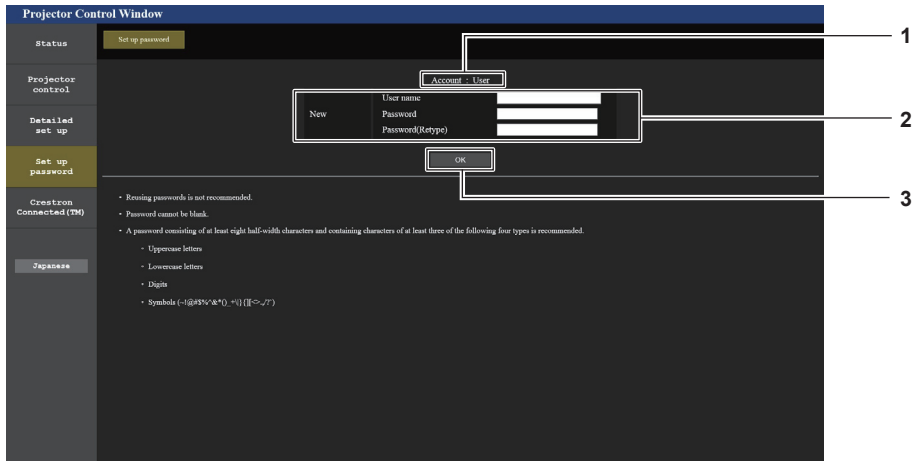 Projector Control Window
Status
Set up password
1
Account : User
Projector
control
User name
New
Password
2
Password(Retype)
Detailed
set up
OK
Set up
password
3
Crestron
Connected(TM)
• Reusing passwords is not recommended.
• Password cannot be blank.
• A password consisting of at least eight half-width characters and containing characters of at least three of the following four types is recommended.
• Uppercase letters
• Lowercase letters
• Digits
• Symbols
Japanese